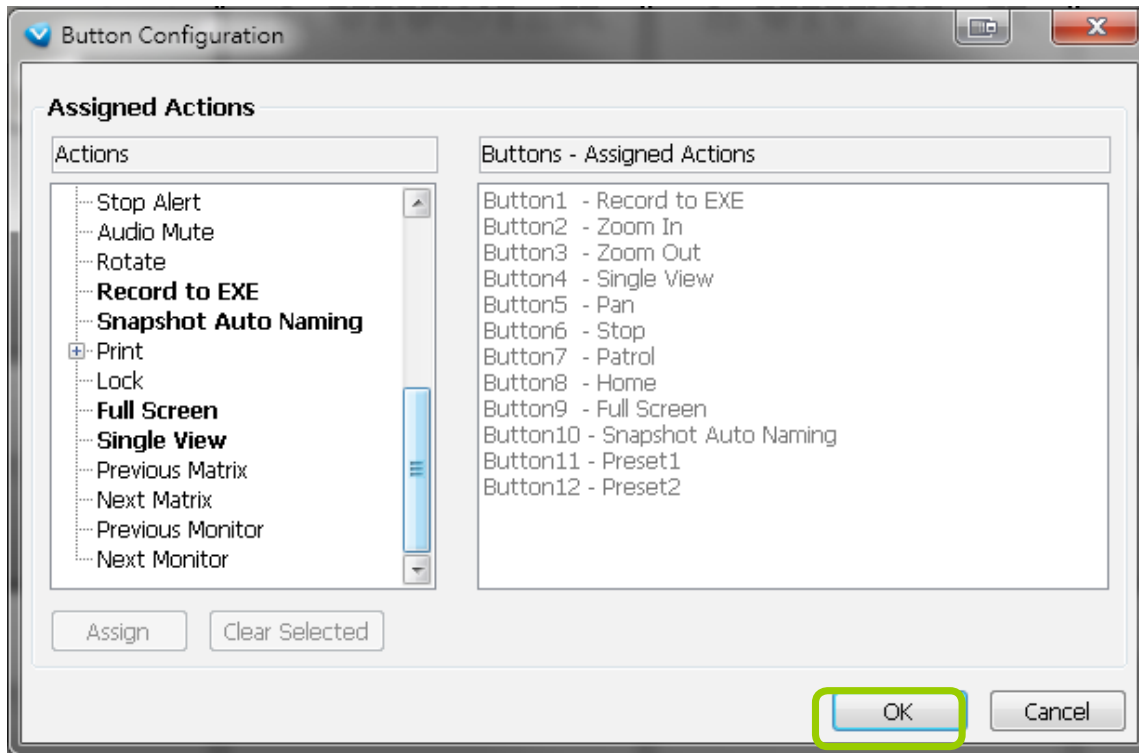 Button Configuration
Assigned Actions
Actions
Stop Alert
Audio Mute
Rotate
Record to EXE
Snapshot Auto Naming
Print
Lock
Full Screen
Single View
Previous Matrix
Next Matrix
Previous Monitor
Next Monitor
Assign
Clear Selected
Buttons - Assigned Actions
Button1 - Record to EXE
Button2 - Zoom In
Button3 - Zoom Out
Button4 - Single View
Button5 - Pan
Button6 - Stop
Button7 - Patrol
Button8 - Home
Button9 - Full Screen
Button10 - Snapshot Auto Naming
Button11 - Preset1
Button12 - Preset2
OK
Cancel